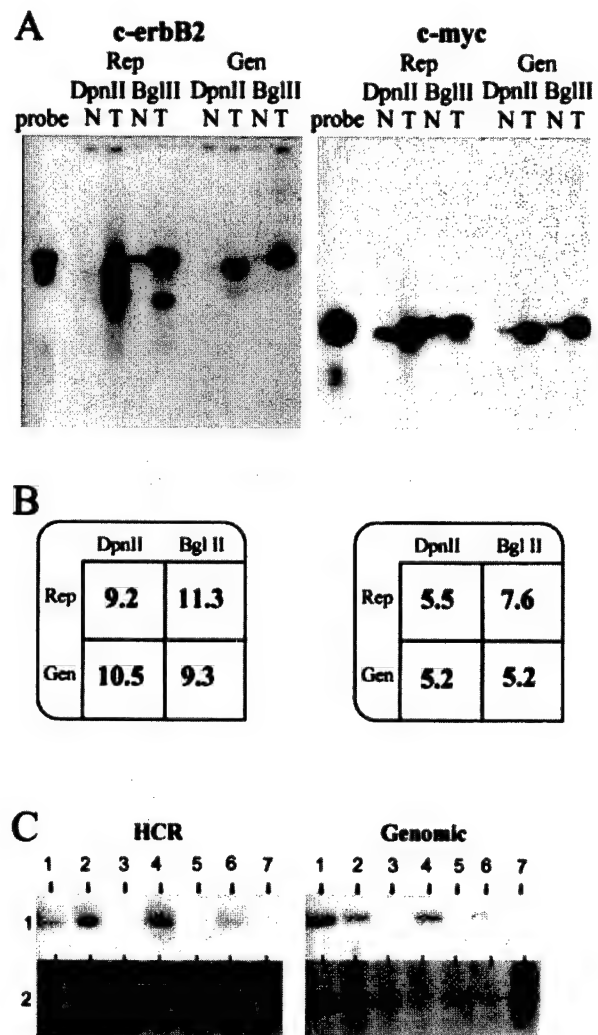 A
c-erbB2
c-myc
Rep Gen
DpnII BglII DpnII BglII
probe N T N T N T N T
Rep Gen
DpnII BglII DpnII BglII
probe N T N T N T N T
B
DpnII Bgl II
Rep 9.2 11.3
Gen 10.5 9.3
DpnII Bgl II
Rep 5.5 7.6
Gen 5.2 5.2
C
HCR
1 2 3 4 5 6 7
Genomic
1 2 3 4 5 6 7
1
2